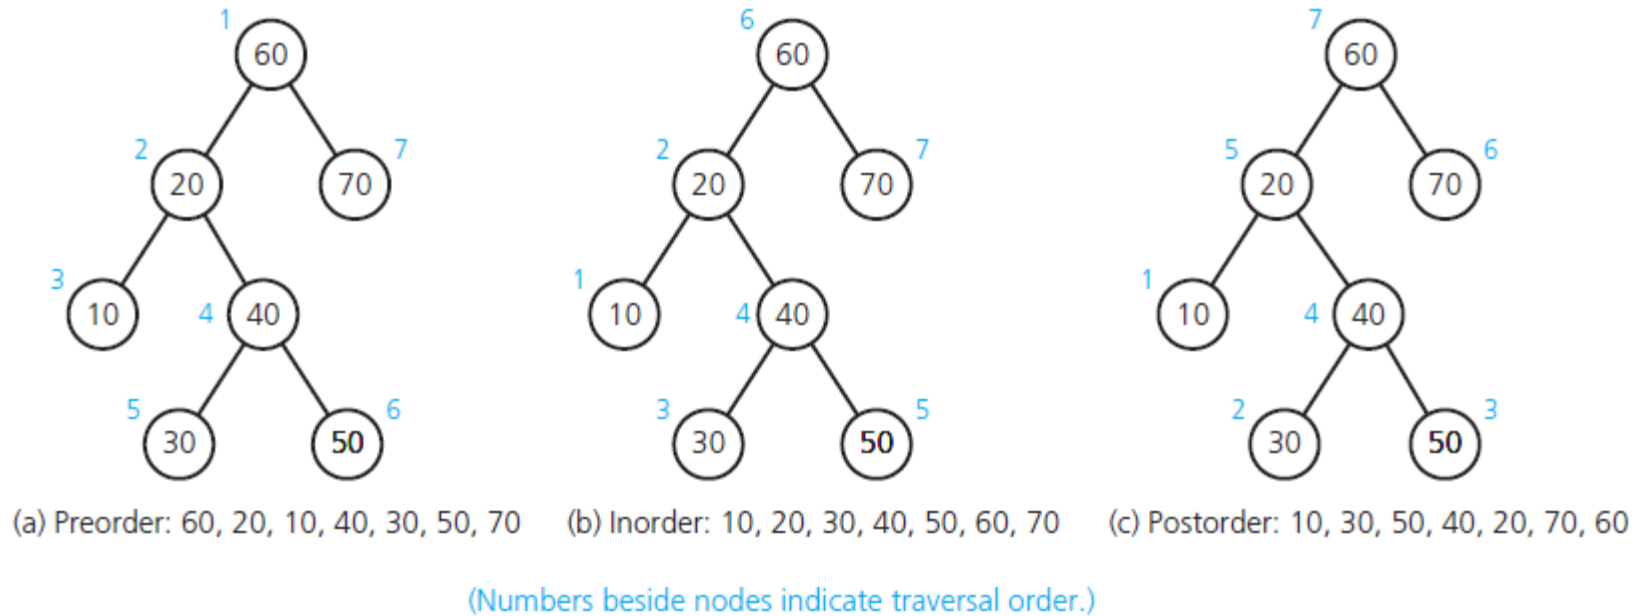 1 6 7
60 60 60
2 7 2 7 5 6
20 70 20 70 20 70
3 4 1 4 1 4
10 40 10 40 10 40
5 6 3 5 2 3
30 50 30 50 30 50
(a) Preorder: 60, 20, 10, 40, 30, 50, 70 (b) Inorder: 10, 20, 30, 40, 50, 60, 70 (c) Postorder: 10, 30, 50, 40, 20, 70, 60
(Numbers beside nodes indicate traversal order.)